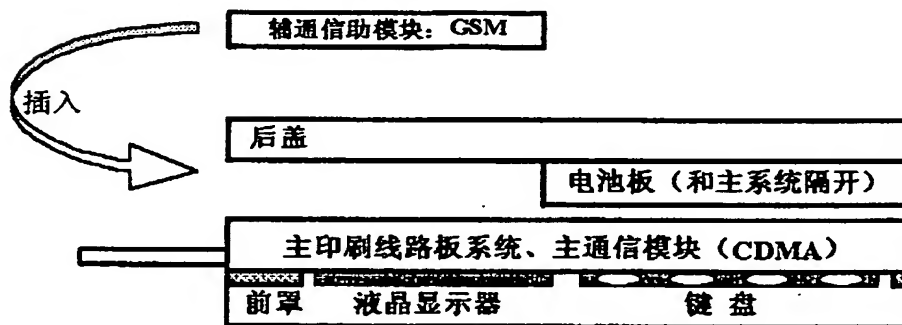 辅通信助模块：GSM
插入
后盖
电池板（和主系统隔开）
主印刷线路板系统、主通信模块（CDMA）
前罩 液晶显示器 键盘